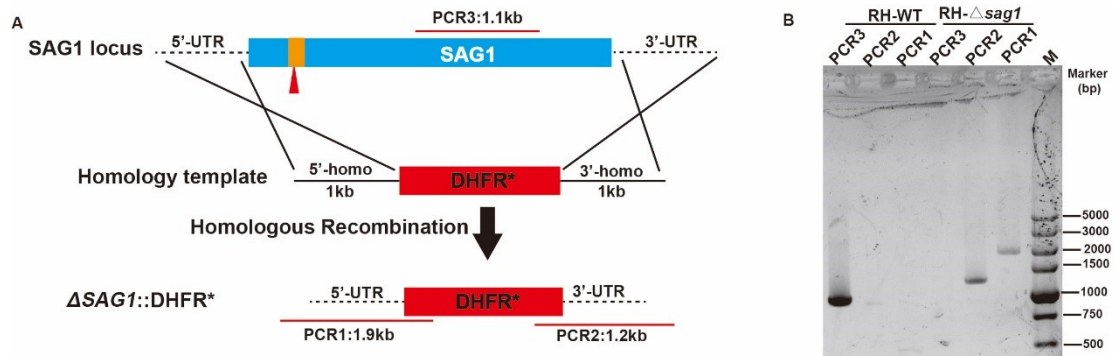 A
PCR3:1.1kb
SAG1 locus
5’-UTR
SAG1
3’-UTR
Homology template
5’-homo
1kb
DHFR*
3’-homo
1kb
Homologous Recombination
ΔSAG1::DHFR*
5’-UTR
DHFR*
3’-UTR
PCR1:1.9kb
PCR2:1.2kb
B
RH-WT
RH-△sag1
PCR3
PCR2
PCR1
PCR3
PCR2
PCR1
M
Marker
(bp)
5000
3000
2000
1500
1000
750
500